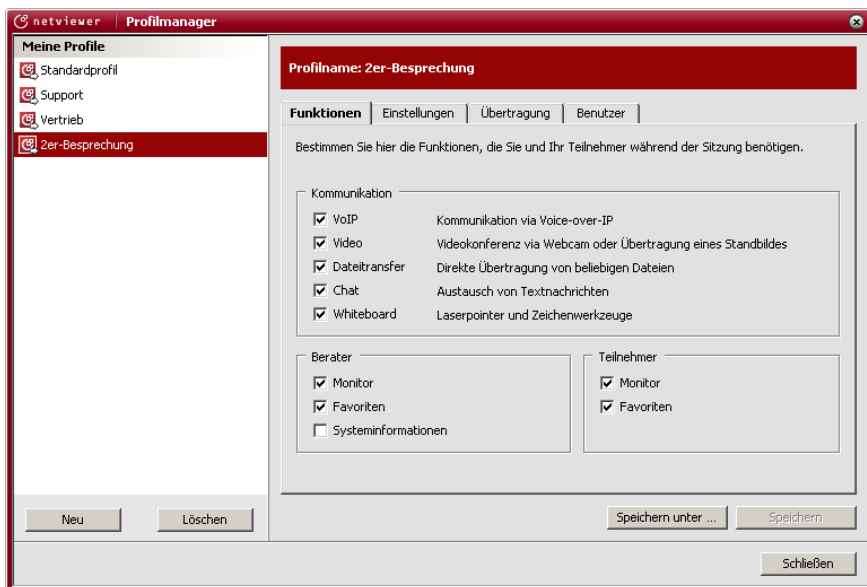 netviewer Profilmanager
Meine Profile
Standardprofil
Support
Vertrieb
2er-Besprechung
Neu
Löschen
Profilname: 2er-Besprechung
Funktionen Einstellungen Übertragung Benutzer
Bestimmen Sie hier die Funktionen, die Sie und Ihr Teilnehmer während der Sitzung benötigen.
Kommunikation
VoIP Kommunikation via Voice-over-IP
Video Videokonferenz via Webcam oder Übertragung eines Standbildes
Dateitransfer Direkte Übertragung von beliebigen Dateien
Chat Austausch von Textnachrichten
Whiteboard Laserpointer und Zeichenwerkzeuge
Berater
Monitor
Favoriten
Systeminformationen
Teilnehmer
Monitor
Favoriten
Speichern unter ...
Speichern
Schließen